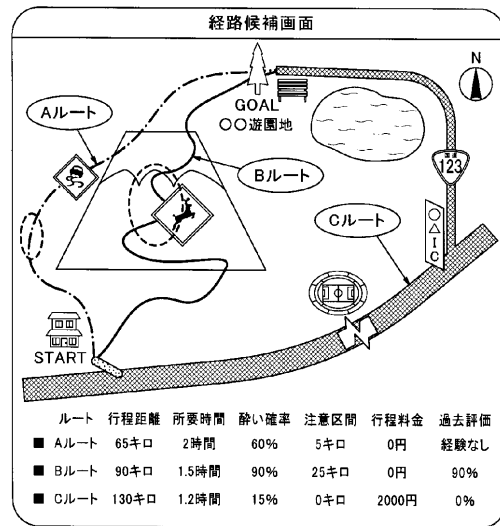 経路候補画面
N
Aルート
GOAL
○○遊園地
Bルート
国道
123
Cルート
○△IC
START
ルート 行程距離 所要時間 酔い確率 注意区間 行程料金 過去評価
■ Aルート 65キロ 2時間 60% 5キロ 0円 経験なし
■ Bルート 90キロ 1.5時間 90% 25キロ 0円 90%
■ Cルート 130キロ 1.2時間 15% 0キロ 2000円 0%